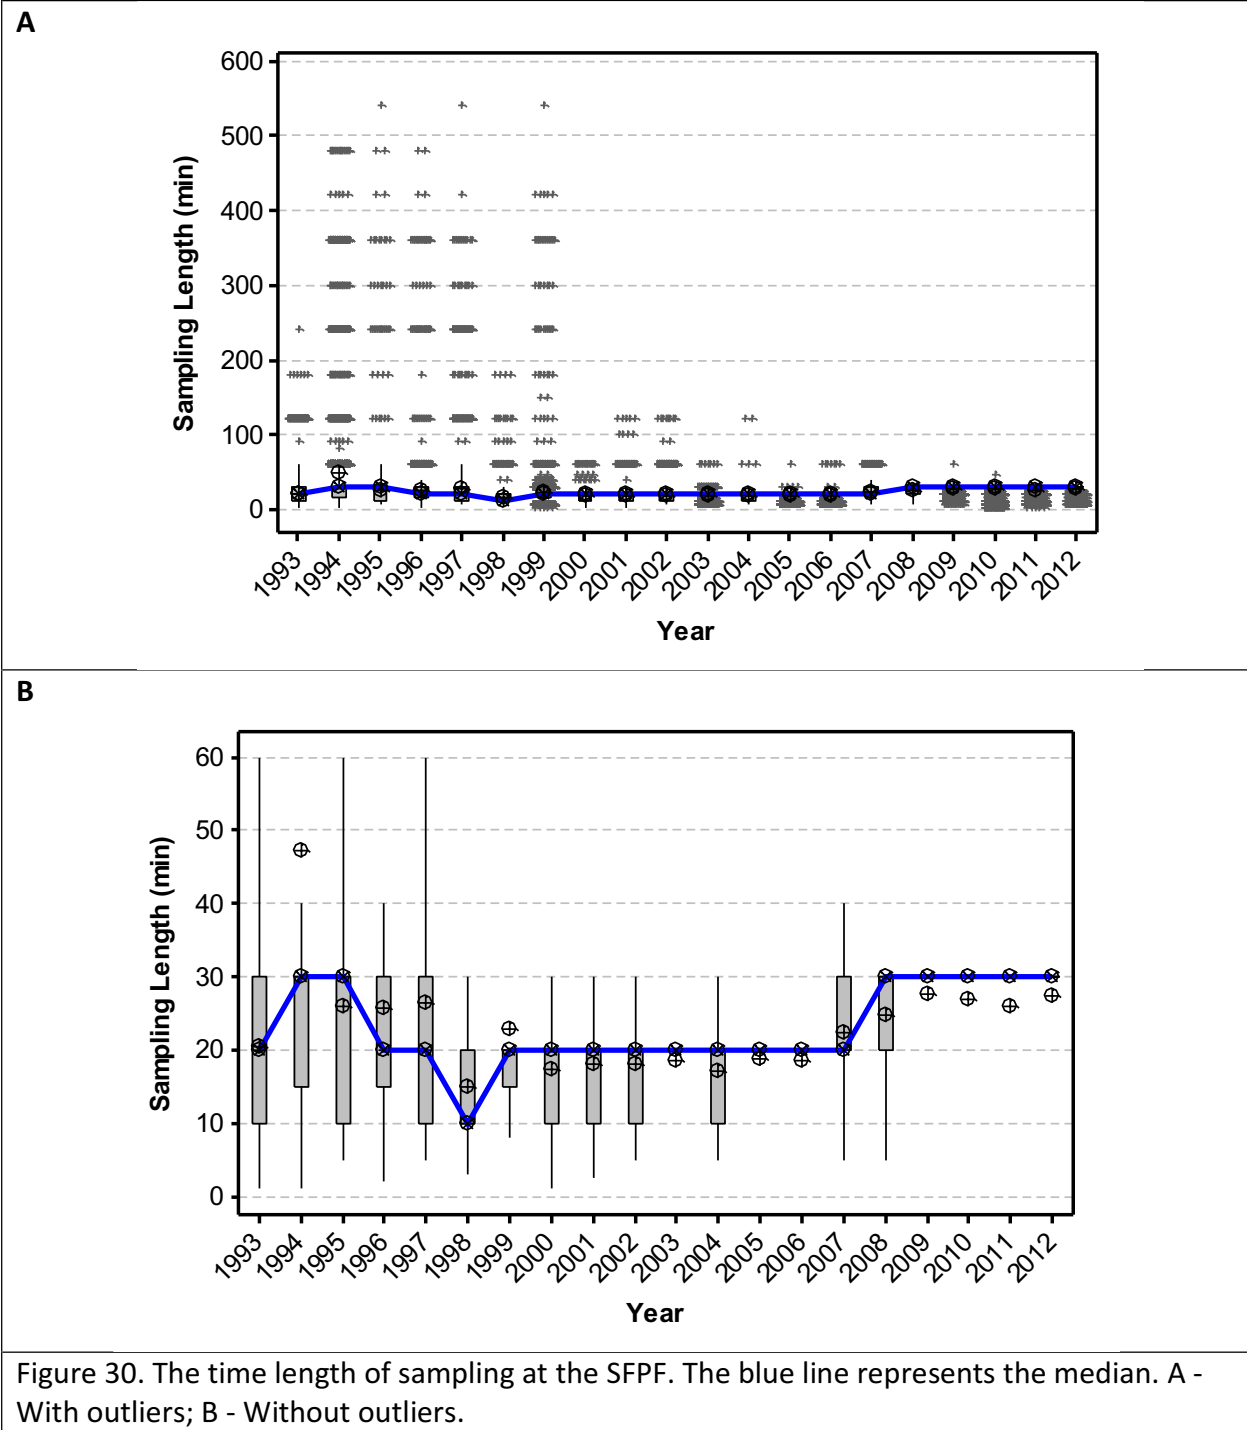 A
600
500
400
300
200
100
0
Sampling Length (min)
1993 1994 1995 1996 1997 1998 1999 2000 2001 2002 2003 2004 2005 2006 2007 2008 2009 2010 2011 2012
Year
B
60
50
40
30
20
10
0
Sampling Length (min)
1993 1994 1995 1996 1997 1998 1999 2000 2001 2002 2003 2004 2005 2006 2007 2008 2009 2010 2011 2012
Year
Figure 30. The time length of sampling at the SFPF. The blue line represents the median. A -
With outliers; B - Without outliers.